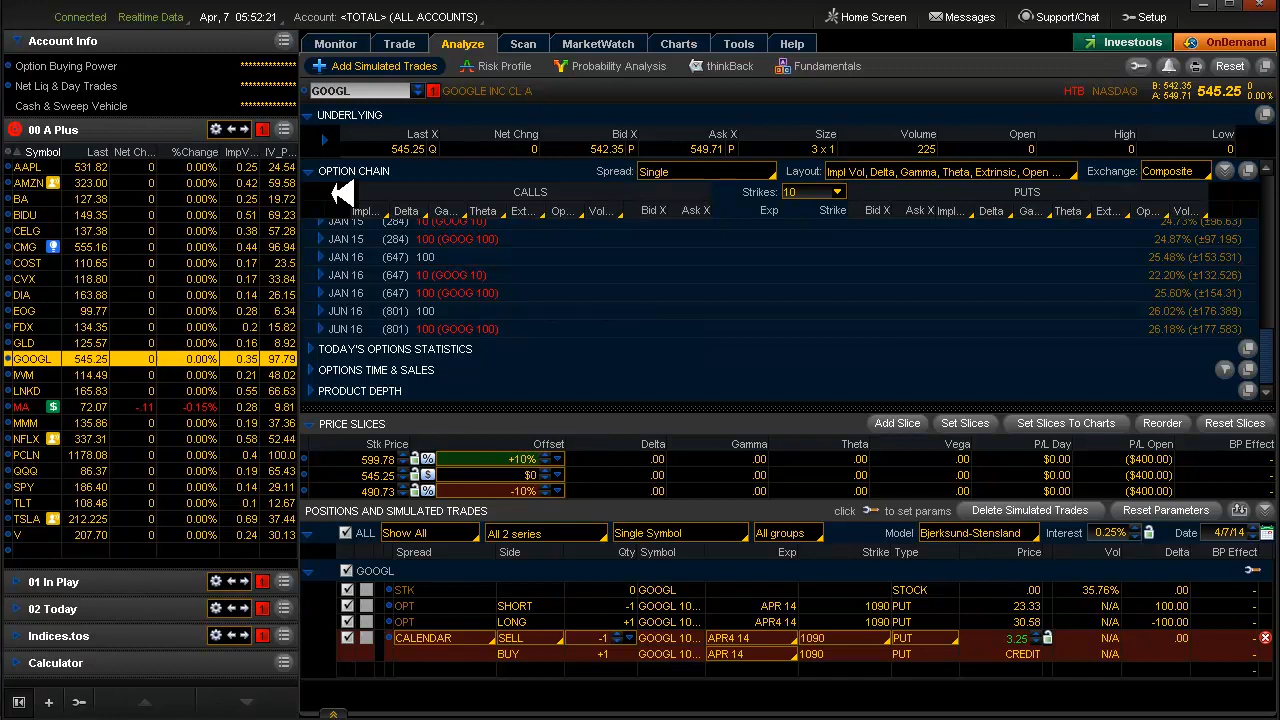 Connected Realtime Data Apr, 7 05:52:21 Account: <TOTAL> (ALL ACCOUNTS) Home Screen Messages Support/Chat Setup
Account Info
Option Buying Power **************
Net Liq & Day Trades **************
Cash & Sweep Vehicle **************
00 A Plus 1
Symbol Last Net Ch... %Change ImpV... IV_P...
AAPL 531.82 0 0.00% 0.25 24.54
AMZN 323.00 0 0.00% 0.42 59.58
BA 127.38 0 0.00% 0.25 19.72
BIDU 149.35 0 0.00% 0.51 69.23
CELG 137.00 0 0.00% 0.38 57.28
CMG 555.16 0 0.00% 0.44 96.94
COST 110.65 0 0.00% 0.17 23.5
CVX 118.80 0 0.00% 0.17 33.84
DIA 163.88 0 0.00% 0.14 26.15
EOG 99.77 0 0.00% 0.28 6.34
FDX 134.35 0 0.00% 0.2 15.82
GLD 125.57 0 0.00% 0.16 8.92
GOOGL 545.25 0 0.00% 0.35 97.79
IWM 114.49 0 0.00% 0.21 48.02
LNKD 165.83 0 0.00% 0.55 66.63
MA $ 72.07 -.11 -0.15% 0.28 9.81
MMM 135.86 0 0.00% 0.17 37.36
NFLX 337.31 0 0.00% 0.58 52.44
PCLN 1178.08 0 0.00% 0.4 100.0
QQQ 86.37 0 0.00% 0.19 65.43
SPY 186.40 0 0.00% 0.14 29.11
TLT 108.46 0 0.00% 0.1 12.67
TSLA 212.225 0 0.00% 0.69 37.44
V 207.70 0 0.00% 0.24 30.13
01 In Play 1
02 Today 1
Indices.tos 1
Calculator
Monitor Trade Analyze Scan MarketWatch Charts Tools Help Investools OnDemand
Add Simulated Trades Risk Profile Probability Analysis thinkBack Fundamentals Reset
GOOGL 1 GOOGLE INC CL A HTB NASDAQ B: 542.35 A: 549.71 545.25 0 0.00%
UNDERLYING
Last X Net Chng Bid X Ask X Size Volume Open High Low
545.25 Q 0 542.35 P 549.71 P 3 x 1 225 0 0 0
OPTION CHAIN Spread: Single Layout: Impl Vol, Delta, Gamma, Theta, Extrinsic, Open ... Exchange: Composite
CALLS Strikes: 10 PUTS
Impl... Delta Ga... Theta Ext... Op... Vol... Bid X Ask X Exp Strike Bid X Ask X Impl... Delta Ga... Theta Ext... Op... Vol...
JAN 15 (284) 10 (GOOG 10) 24.73% (±96.63)
JAN 15 (284) 100 (GOOG 100) 24.87% (±97.195)
JAN 16 (647) 100 25.48% (±153.531)
JAN 16 (647) 10 (GOOG 10) 22.20% (±132.526)
JAN 16 (647) 100 (GOOG 100) 25.60% (±154.31)
JUN 16 (801) 100 26.02% (±176.389)
JUN 16 (801) 100 (GOOG 100) 26.18% (±177.583)
TODAY'S OPTIONS STATISTICS
OPTIONS TIME & SALES
PRODUCT DEPTH
PRICE SLICES Add Slice Set Slices Set Slices To Charts Reorder Reset Slices
Stk Price Offset Delta Gamma Theta Vega P/L Day P/L Open BP Effect
599.78 % +10% .00 .00 .00 .00 $0.00 ($400.00)
545.25 $ $0 .00 .00 .00 .00 $0.00 ($400.00)
490.73 % -10% .00 .00 .00 .00 $0.00 ($400.00)
POSITIONS AND SIMULATED TRADES click to set params Delete Simulated Trades Reset Parameters
ALL Show All All 2 series Single Symbol All groups Model Bjerksund-Stensland Interest 0.25% Date 4/7/14
Spread Side Qty Symbol Exp Strike Type Price Vol Delta BP Effect
GOOGL
STK 0 GOOGL STOCK .00 35.76% .00 -
OPT SHORT -1 GOOGL 10... APR 14 1090 PUT 23.33 N/A 100.00 -
OPT LONG +1 GOOGL 10... APR 14 1090 PUT 30.58 N/A -100.00 -
CALENDAR SELL -1 GOOGL 10... APR4 14 1090 PUT 3.25 N/A .00 -
BUY +1 GOOGL 10... APR 14 1090 PUT CREDIT N/A -